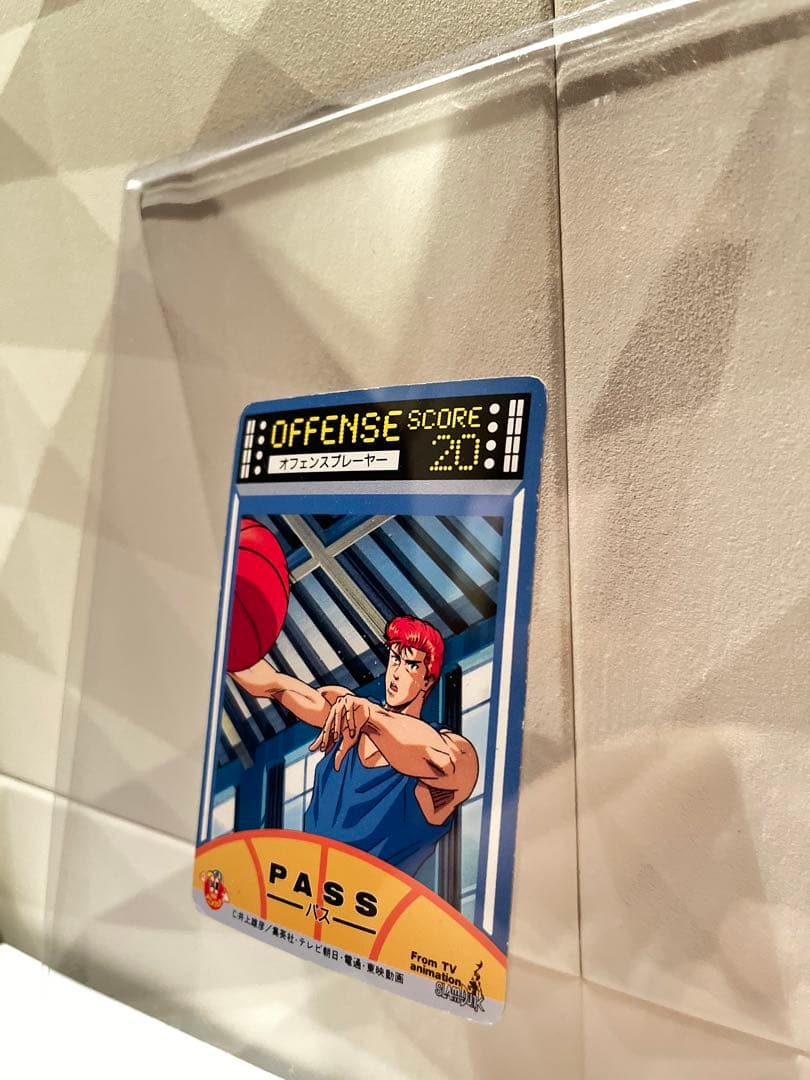 OFFENSE SCORE
オフェンスプレーヤー 20
PASS
パス
©井上雄彦/集英社・テレビ朝日・電通・東映動画
From TV
animation
SLAM DUNK